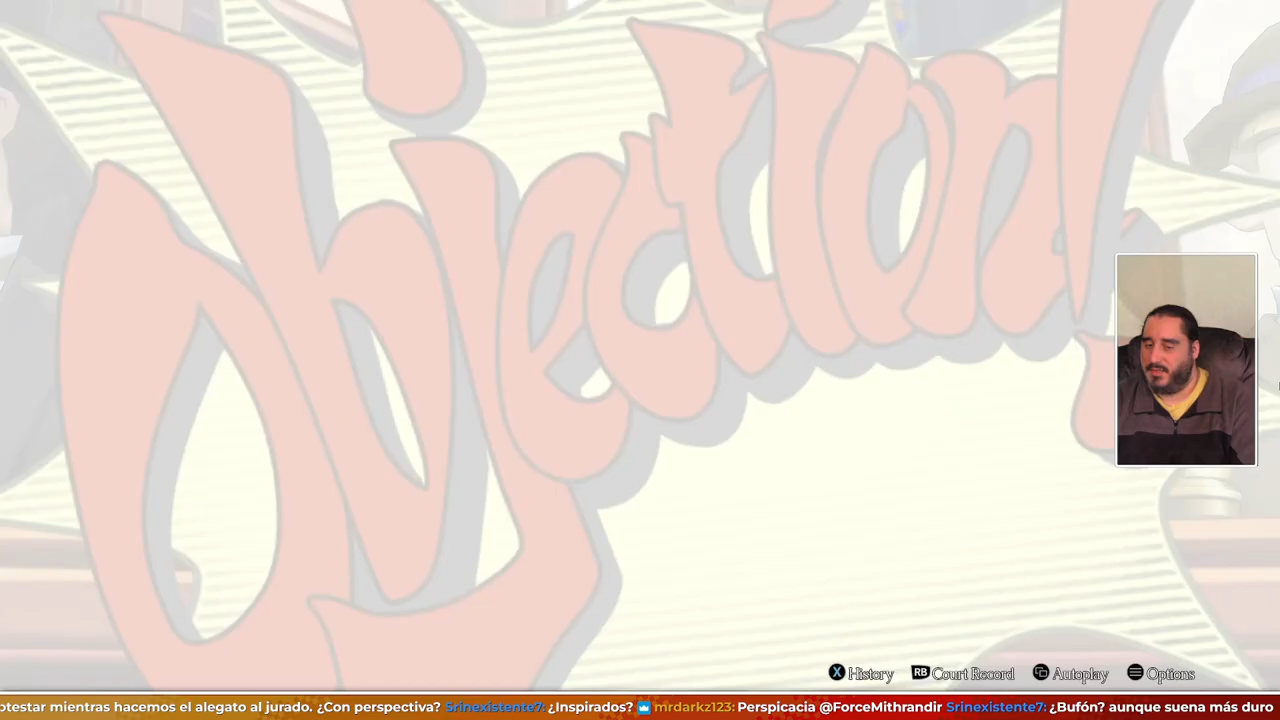 Objection!
History Court Record Autoplay Options
otestar mientras hacemos el alegato al jurado. ¿Con perspectiva? Srinexistente7: ¿Inspirados? mrdarkz123: Perspicacia @ForceMithrandir Srinexistente7: ¿Bufón? aunque suena más duro